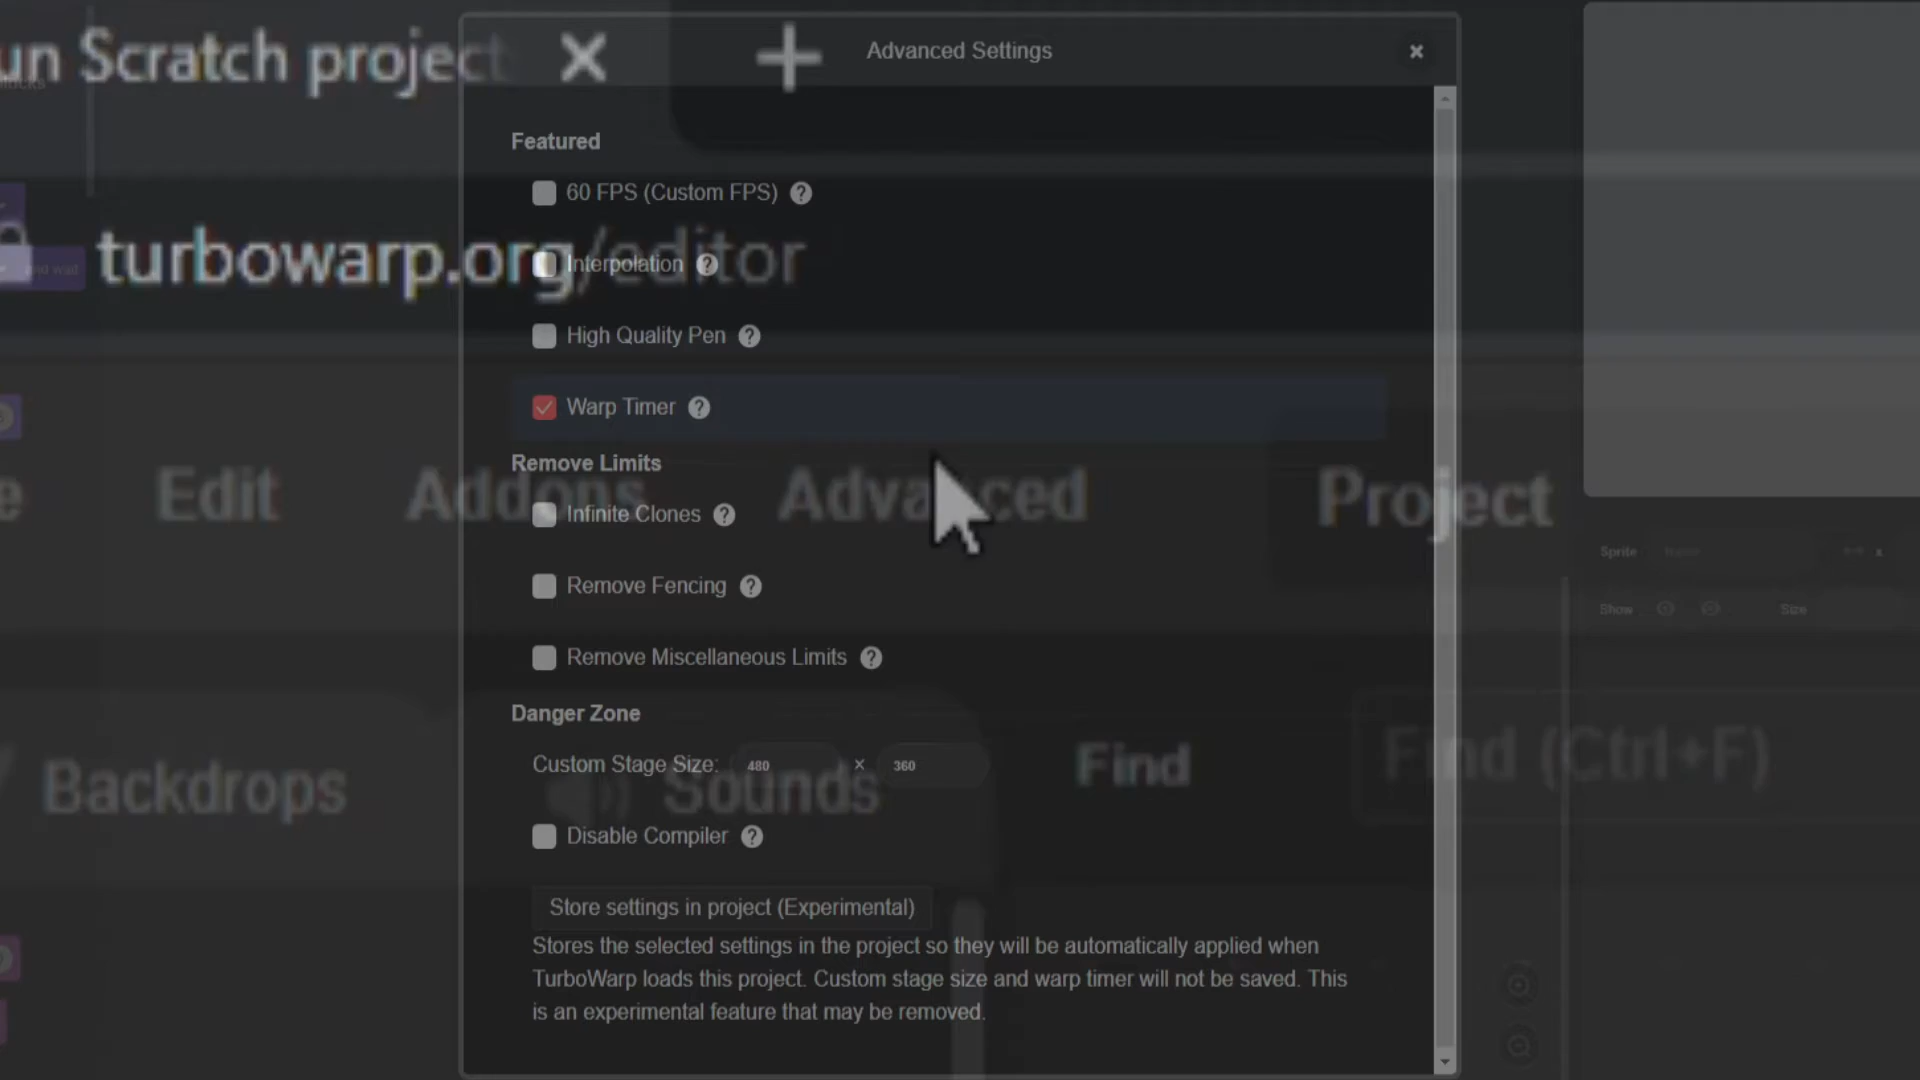 un Scratch project
Advanced Settings
Featured
60 FPS (Custom FPS)
turbowarp.org/editor
Interpolation
High Quality Pen
Warp Timer
Remove Limits
Edit
Addons
Advanced
Project
Infinite Clones
Sprite
x
Remove Fencing
Show
Size
Remove Miscellaneous Limits
Danger Zone
Custom Stage Size: 480 × 360
Backdrops
Sounds
Find
Find (Ctrl+F)
Disable Compiler
Store settings in project (Experimental)
Stores the selected settings in the project so they will be automatically applied when
TurboWarp loads this project. Custom stage size and warp timer will not be saved. This
is an experimental feature that may be removed.